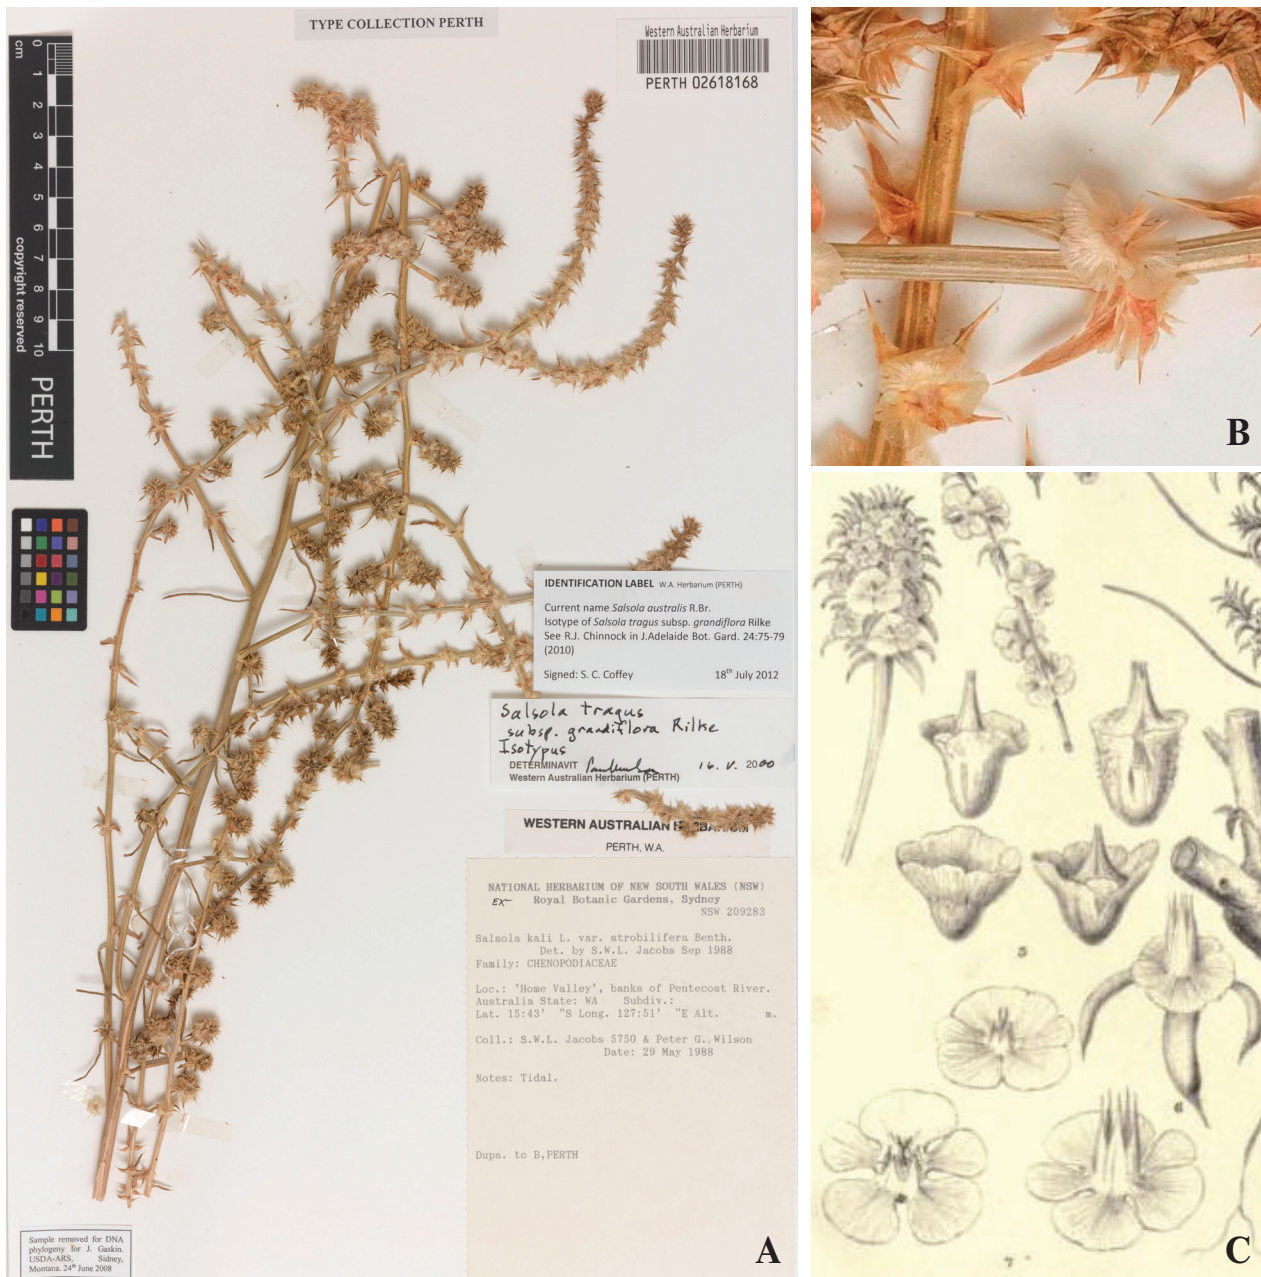 TYPE COLLECTION PERTH
Western Australian Herbarium
PERTH 02618168
cm
0
1
2
3
4
5
6
7
8
9
10
copyright reserved
PERTH
B
IDENTIFICATION LABEL W.A. Herbarium (PERTH)
Current name Salsola australis R.Br.
Isotype of Salsola tragus subsp. grandiflora Rilke
See R.J. Chinnock in J.Adelaide Bot. Gard. 24:75-79
(2010)
Signed: S. C. Coffey 18th July 2012
Salsola tragus
subsp. grandiflora Rilke
Isotypus
DETERMINAVIT 16. V. 2000
Western Australian Herbarium (PERTH)
WESTERN AUSTRALIAN HERBARIUM
PERTH, W.A.
NATIONAL HERBARIUM OF NEW SOUTH WALES (NSW)
EX- Royal Botanic Gardens, Sydney
NSW 209283
Salsola kali L. var. strobilifera Benth.
Det. by S.W.L. Jacobs Sep 1988
Family: CHENOPODIACEAE
Loc.: 'Home Valley', banks of Pentecost River.
Australia State: WA Subdiv.:
Lat. 15:43' "S Long. 127:51' "E Alt. m.
Coll.: S.W.L. Jacobs 5750 & Peter G. Wilson
Date: 29 May 1988
Notes: Tidal.
Dups. to B,PERTH
Sample removed for DNA
phylogeny for J. Gaskin.
USDA-ARS, Sidney,
Montana. 24th June 2008
A
6
7
C